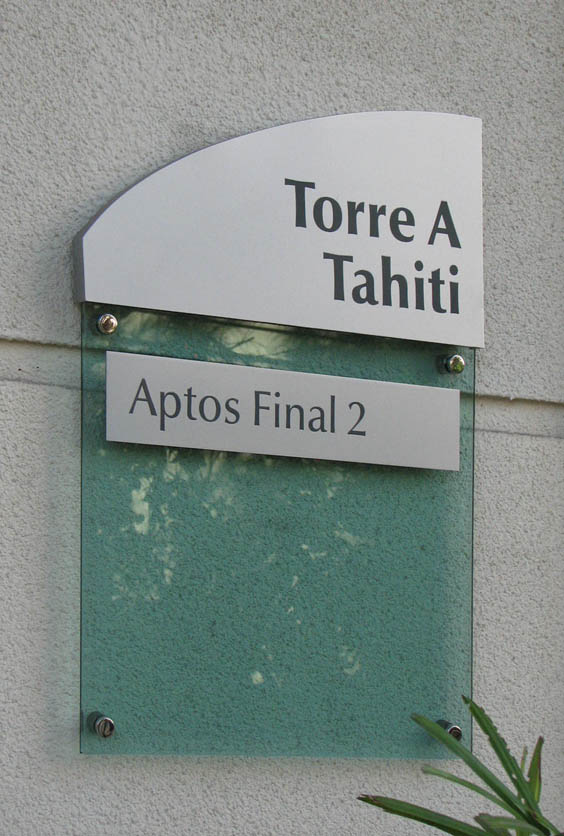 Torre A
Tahiti
Aptos Final 2